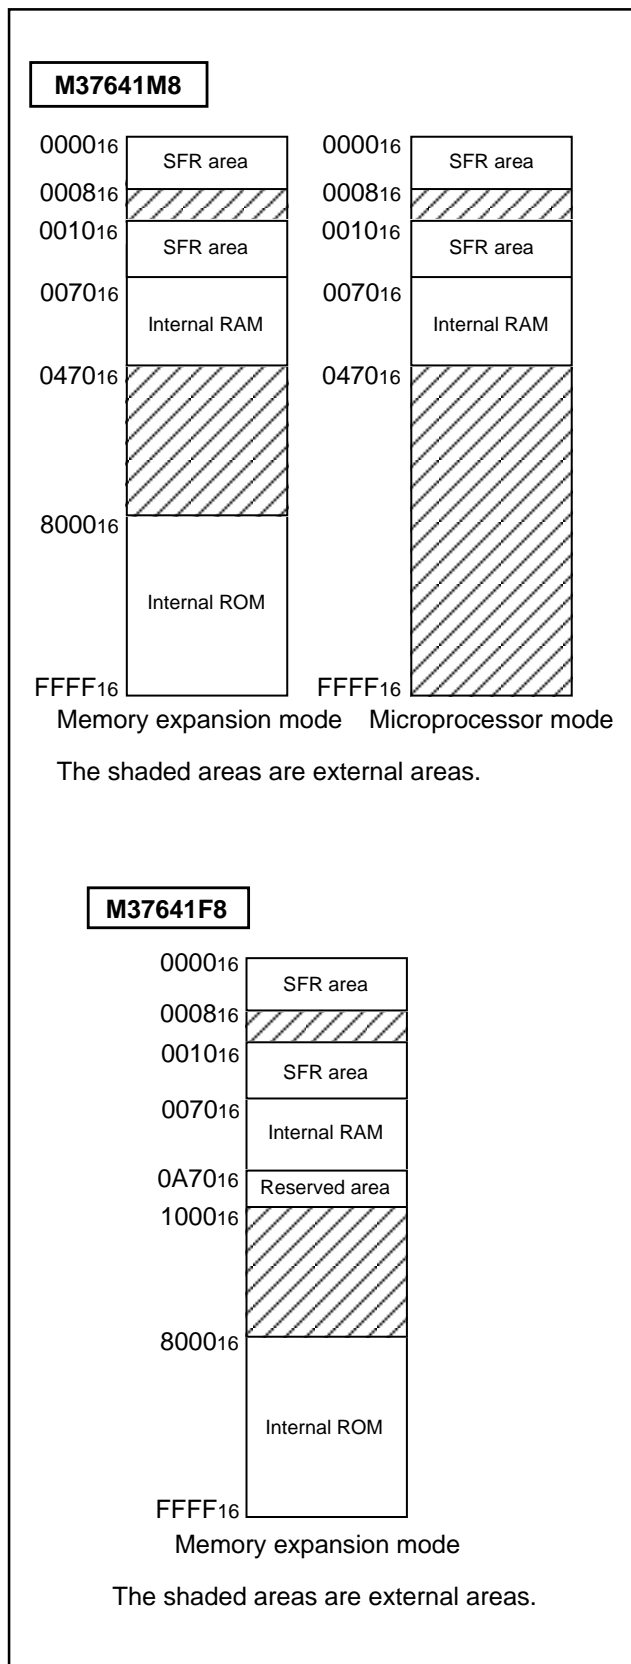 M37641M8
0000₁₆ SFR area 0000₁₆ SFR area
0008₁₆ 0008₁₆
0010₁₆ SFR area 0010₁₆ SFR area
0070₁₆ Internal RAM 0070₁₆ Internal RAM
0470₁₆ 0470₁₆
8000₁₆
Internal ROM
FFFF₁₆ FFFF₁₆
Memory expansion mode Microprocessor mode
The shaded areas are external areas.
M37641F8
0000₁₆ SFR area
0008₁₆
0010₁₆ SFR area
0070₁₆ Internal RAM
0A70₁₆ Reserved area
1000₁₆
8000₁₆
Internal ROM
FFFF₁₆
Memory expansion mode
The shaded areas are external areas.